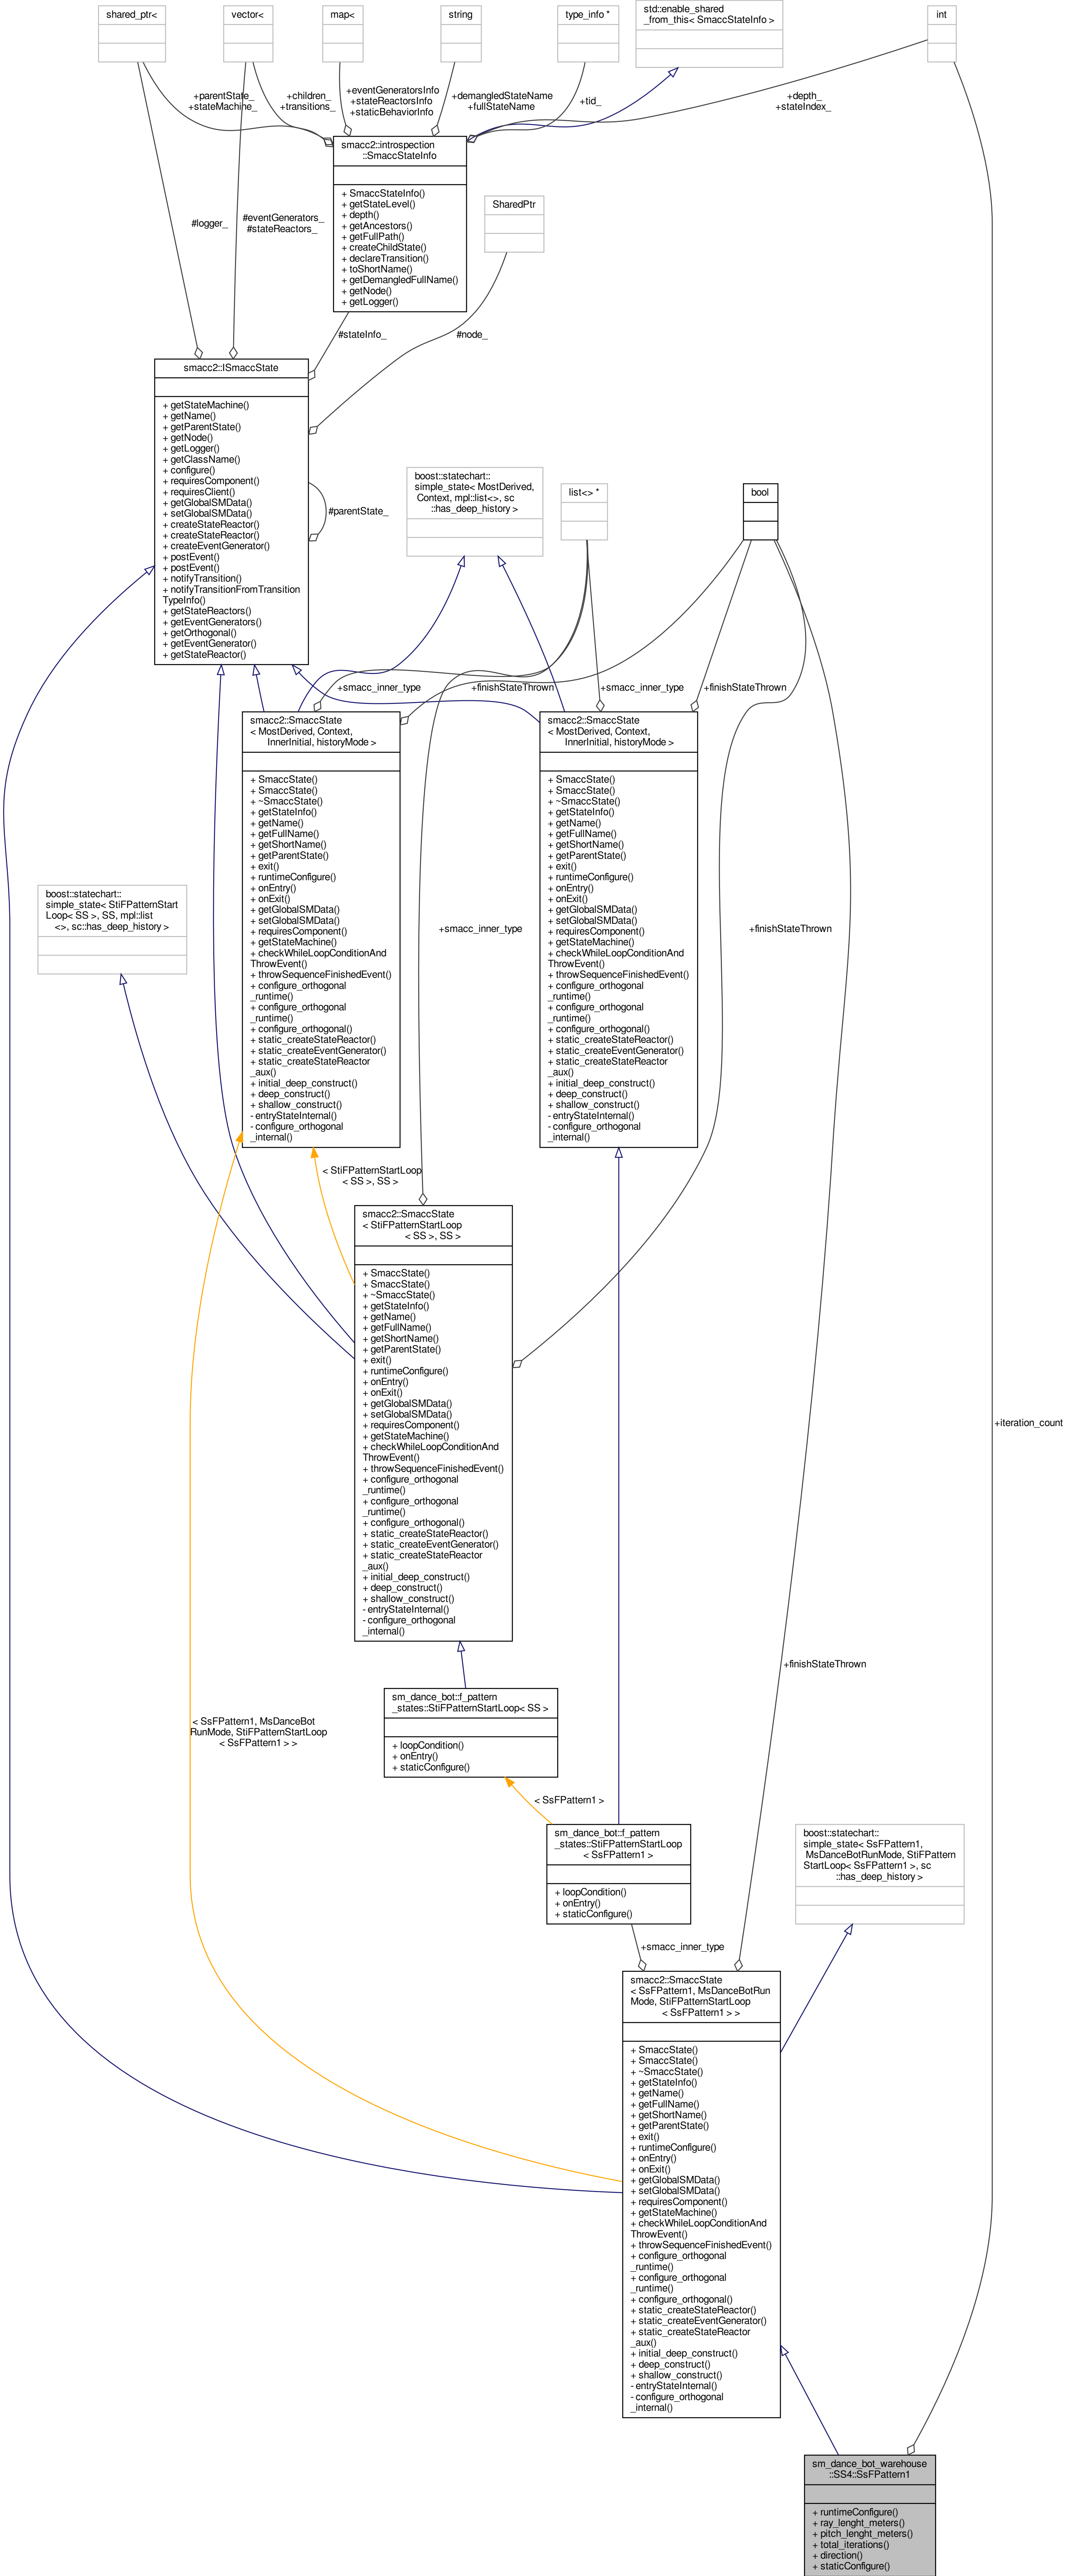 shared_ptr<
vector<
map<
string
type_info *
std::enable_shared
_from_this< SmaccStateInfo >
int
+parentState_
+stateMachine_
+children_
+transitions_
+eventGeneratorsInfo
+stateReactorsInfo
+staticBehaviorInfo
+demangledStateName
+fullStateName
+tid_
+depth_
+stateIndex_
smacc2::introspection
::SmaccStateInfo
+ SmaccStateInfo()
+ getStateLevel()
+ depth()
+ getAncestors()
+ getFullPath()
+ createChildState()
+ declareTransition()
+ toShortName()
+ getDemangledFullName()
+ getNode()
+ getLogger()
SharedPtr
#logger_
#eventGenerators_
#stateReactors_
#stateInfo_
#node_
smacc2::ISmaccState
+ getStateMachine()
+ getName()
+ getParentState()
+ getNode()
+ getLogger()
+ getClassName()
+ configure()
+ requiresComponent()
+ requiresClient()
+ getGlobalSMData()
+ setGlobalSMData()
+ createStateReactor()
+ createStateReactor()
+ createEventGenerator()
+ postEvent()
+ postEvent()
+ notifyTransition()
+ notifyTransitionFromTransition
TypeInfo()
+ getStateReactors()
+ getEventGenerators()
+ getOrthogonal()
+ getEventGenerator()
+ getStateReactor()
#parentState_
boost::statechart::
simple_state< MostDerived,
Context, mpl::list<>, sc
::has_deep_history >
list<> *
bool
+smacc_inner_type
+finishStateThrown
+smacc_inner_type
+finishStateThrown
smacc2::SmaccState
< MostDerived, Context,
InnerInitial, historyMode >
+ SmaccState()
+ SmaccState()
+ ~SmaccState()
+ getStateInfo()
+ getName()
+ getFullName()
+ getShortName()
+ getParentState()
+ exit()
+ runtimeConfigure()
+ onEntry()
+ onExit()
+ getGlobalSMData()
+ setGlobalSMData()
+ requiresComponent()
+ getStateMachine()
+ checkWhileLoopConditionAnd
ThrowEvent()
+ throwSequenceFinishedEvent()
+ configure_orthogonal
_runtime()
+ configure_orthogonal
_runtime()
+ configure_orthogonal()
+ static_createStateReactor()
+ static_createEventGenerator()
+ static_createStateReactor
_aux()
+ initial_deep_construct()
+ deep_construct()
+ shallow_construct()
- entryStateInternal()
- configure_orthogonal
_internal()
smacc2::SmaccState
< MostDerived, Context,
InnerInitial, historyMode >
+ SmaccState()
+ SmaccState()
+ ~SmaccState()
+ getStateInfo()
+ getName()
+ getFullName()
+ getShortName()
+ getParentState()
+ exit()
+ runtimeConfigure()
+ onEntry()
+ onExit()
+ getGlobalSMData()
+ setGlobalSMData()
+ requiresComponent()
+ getStateMachine()
+ checkWhileLoopConditionAnd
ThrowEvent()
+ throwSequenceFinishedEvent()
+ configure_orthogonal
_runtime()
+ configure_orthogonal
_runtime()
+ configure_orthogonal()
+ static_createStateReactor()
+ static_createEventGenerator()
+ static_createStateReactor
_aux()
+ initial_deep_construct()
+ deep_construct()
+ shallow_construct()
- entryStateInternal()
- configure_orthogonal
_internal()
boost::statechart::
simple_state< StiFPatternStart
Loop< SS >, SS, mpl::list
<>, sc::has_deep_history >
+smacc_inner_type
+finishStateThrown
< StiFPatternStartLoop
< SS >, SS >
smacc2::SmaccState
< StiFPatternStartLoop
< SS >, SS >
+ SmaccState()
+ SmaccState()
+ ~SmaccState()
+ getStateInfo()
+ getName()
+ getFullName()
+ getShortName()
+ getParentState()
+ exit()
+ runtimeConfigure()
+ onEntry()
+ onExit()
+ getGlobalSMData()
+ setGlobalSMData()
+ requiresComponent()
+ getStateMachine()
+ checkWhileLoopConditionAnd
ThrowEvent()
+ throwSequenceFinishedEvent()
+ configure_orthogonal
_runtime()
+ configure_orthogonal
_runtime()
+ configure_orthogonal()
+ static_createStateReactor()
+ static_createEventGenerator()
+ static_createStateReactor
_aux()
+ initial_deep_construct()
+ deep_construct()
+ shallow_construct()
- entryStateInternal()
- configure_orthogonal
_internal()
+iteration_count
+finishStateThrown
sm_dance_bot::f_pattern
_states::StiFPatternStartLoop< SS >
+ loopCondition()
+ onEntry()
+ staticConfigure()
< SsFPattern1, MsDanceBot
RunMode, StiFPatternStartLoop
< SsFPattern1 > >
< SsFPattern1 >
sm_dance_bot::f_pattern
_states::StiFPatternStartLoop
< SsFPattern1 >
+ loopCondition()
+ onEntry()
+ staticConfigure()
boost::statechart::
simple_state< SsFPattern1,
MsDanceBotRunMode, StiFPattern
StartLoop< SsFPattern1 >, sc
::has_deep_history >
+smacc_inner_type
smacc2::SmaccState
< SsFPattern1, MsDanceBotRun
Mode, StiFPatternStartLoop
< SsFPattern1 > >
+ SmaccState()
+ SmaccState()
+ ~SmaccState()
+ getStateInfo()
+ getName()
+ getFullName()
+ getShortName()
+ getParentState()
+ exit()
+ runtimeConfigure()
+ onEntry()
+ onExit()
+ getGlobalSMData()
+ setGlobalSMData()
+ requiresComponent()
+ getStateMachine()
+ checkWhileLoopConditionAnd
ThrowEvent()
+ throwSequenceFinishedEvent()
+ configure_orthogonal
_runtime()
+ configure_orthogonal
_runtime()
+ configure_orthogonal()
+ static_createStateReactor()
+ static_createEventGenerator()
+ static_createStateReactor
_aux()
+ initial_deep_construct()
+ deep_construct()
+ shallow_construct()
- entryStateInternal()
- configure_orthogonal
_internal()
sm_dance_bot_warehouse
::SS4::SsFPattern1
+ runtimeConfigure()
+ ray_lenght_meters()
+ pitch_lenght_meters()
+ total_iterations()
+ direction()
+ staticConfigure()